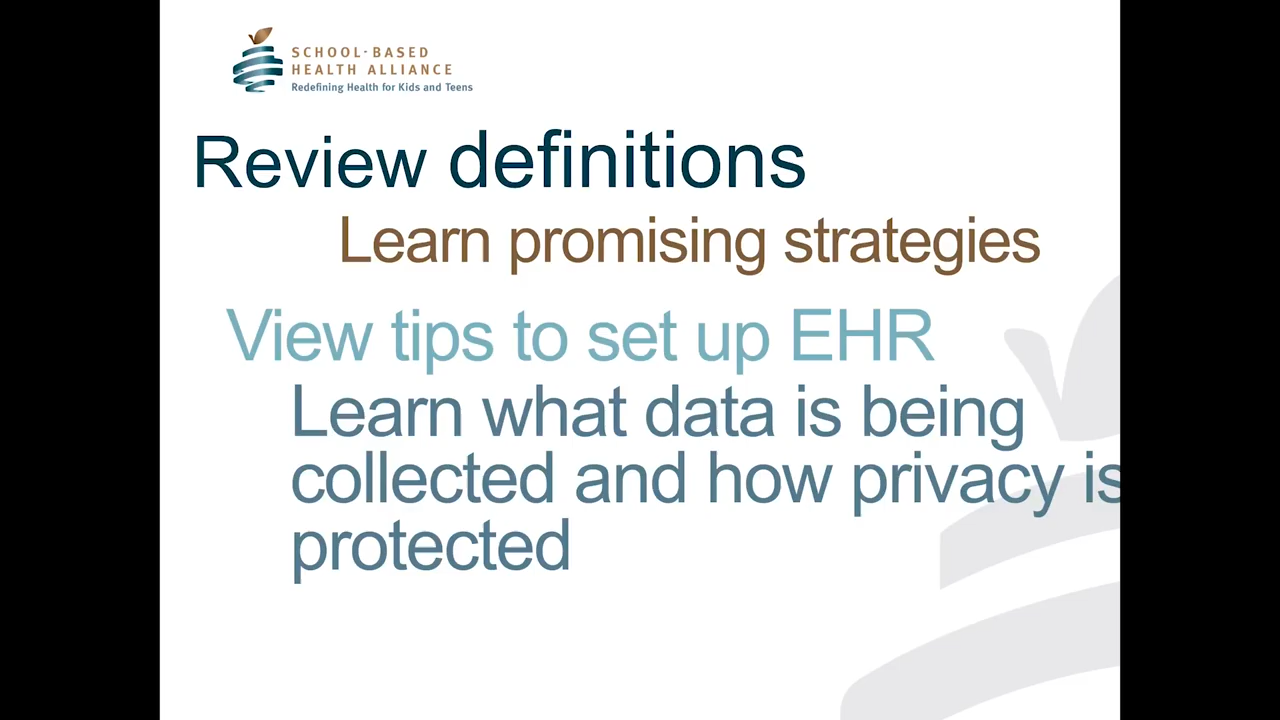 SCHOOL-BASED
HEALTH ALLIANCE
Redefining Health for Kids and Teens
Review definitions
Learn promising strategies
View tips to set up EHR
Learn what data is being
collected and how privacy is
protected